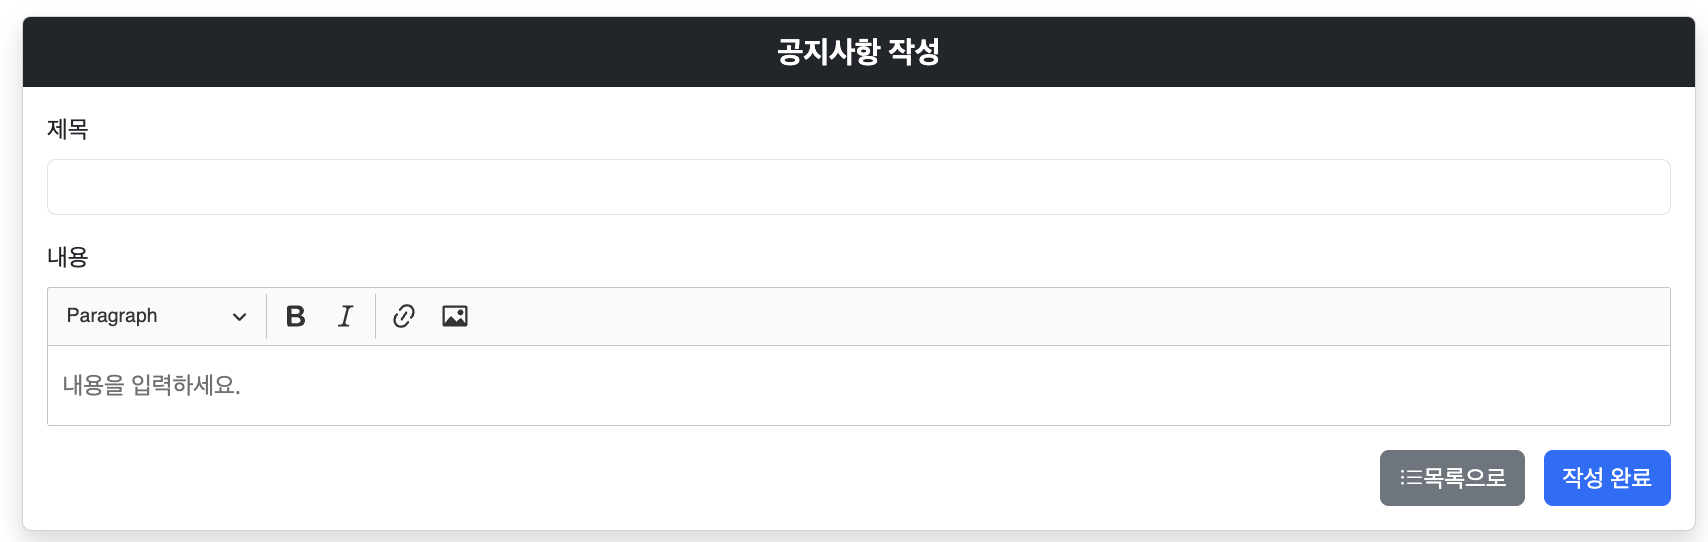 공지사항 작성
제목
내용
Paragraph B I
내용을 입력하세요.
목록으로 작성 완료